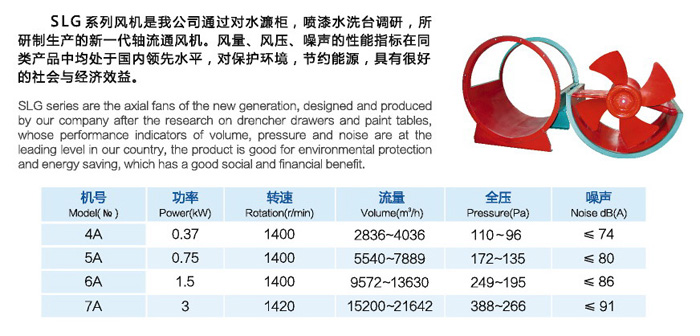 SLG 系列风机是我公司通过对水濂柜，喷漆水洗台调研，所
研制生产的新一代轴流通风机。风量、风压、噪声的性能指标在同
类产品中均处于国内领先水平，对保护环境，节约能源，具有很好
的社会与经济效益。
SLG series are the axial fans of the new generation, designed and produced
by our company after the research on drencher drawers and paint tables,
whose performance indicators of volume, pressure and noise are at the
leading level in our country, the product is good for environmental protection
and energy saving, which has a good social and financial benefit.
机号 功率 转速 流量 全压 噪声
Model(№) Power(kW) Rotation(r/min) Volume(m³/h) Pressure(Pa) Noise dB(A)
4A 0.37 1400 2836~4036 110~96 ≤74
5A 0.75 1400 5540~7889 172~135 ≤80
6A 1.5 1400 9572~13630 249~195 ≤86
7A 3 1420 15200~21642 388~266 ≤91